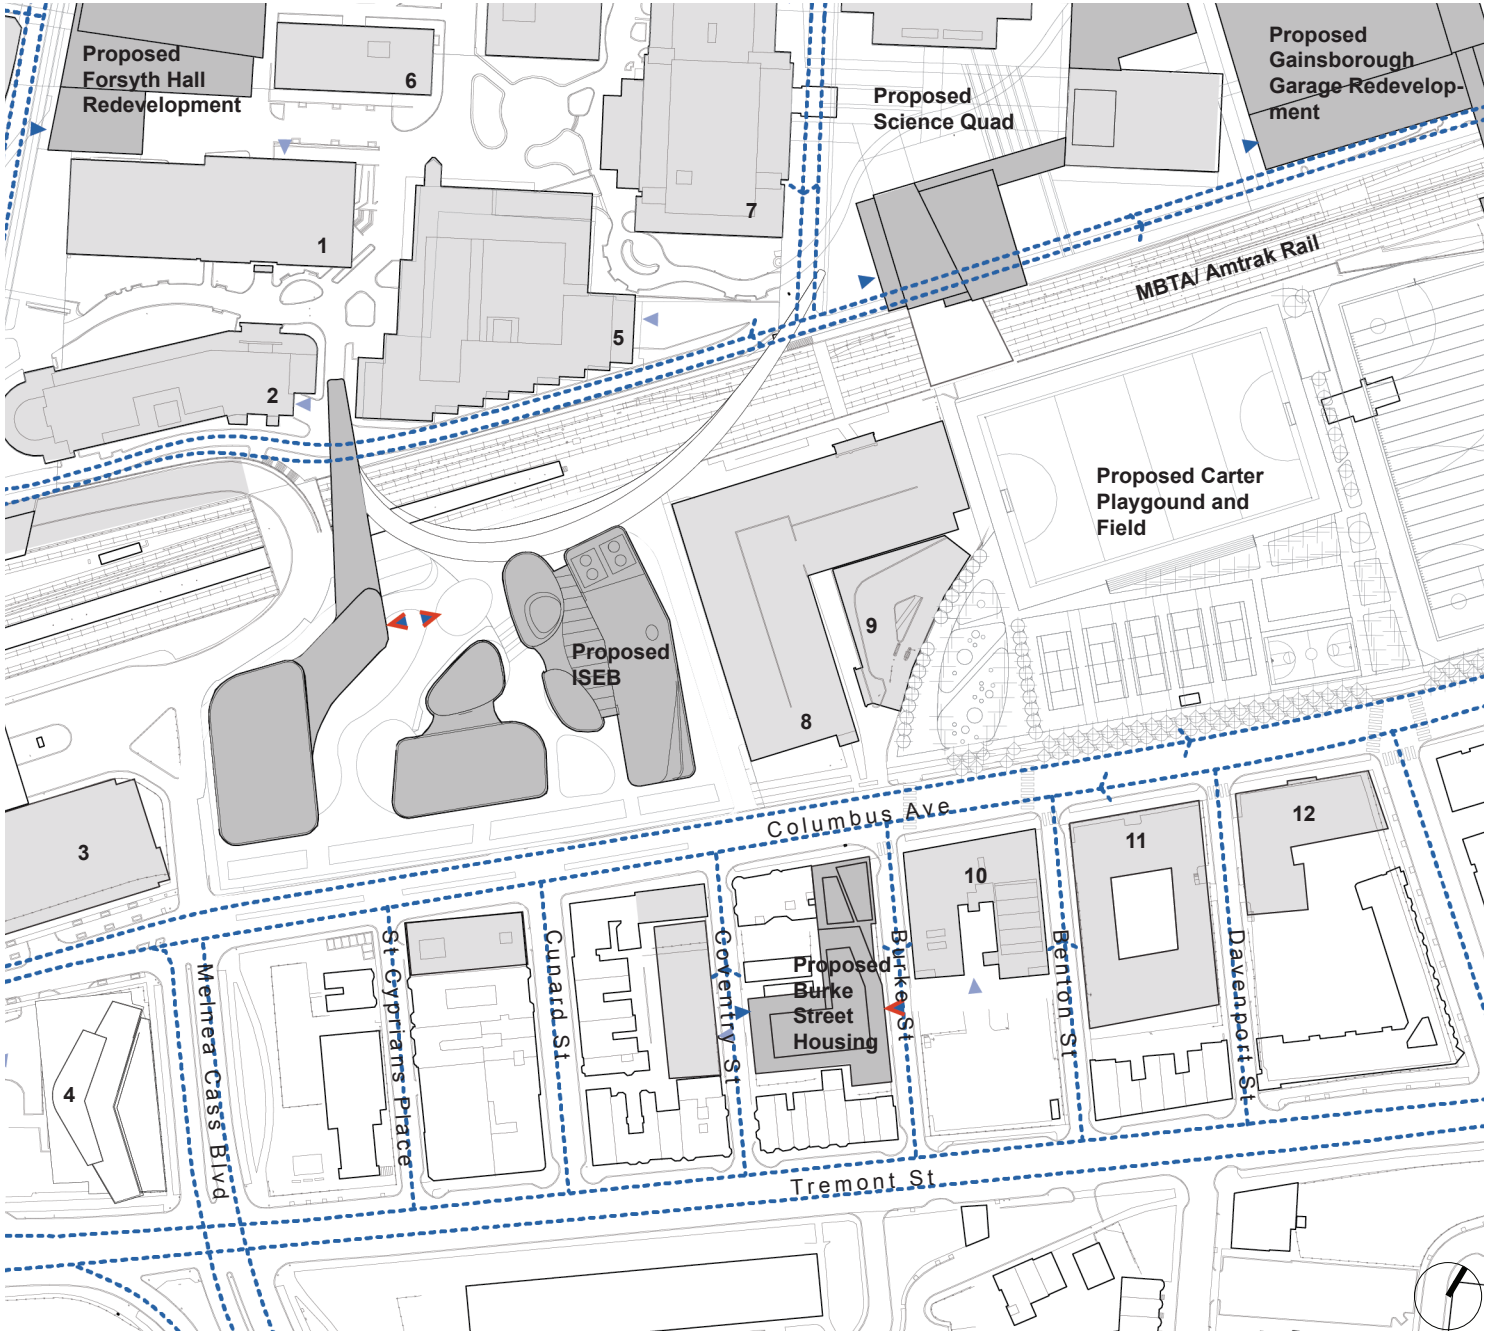 Proposed
Forsyth Hall
Redevelopment
6
Proposed
Science Quad
Proposed
Gainsborough
Garage Redevelop-
ment
1
7
MBTA/ Amtrak Rail
5
2
Proposed Carter
Playgound and
Field
9
Proposed
ISEB
8
Columbus Ave
3
12
11
10
4
Melnea Cass Blvd
St Cyprians Place
Cunard St
Coventry St
Proposed
Burke
Street
Housing
Burke St
Benton St
Davenport St
Tremont St